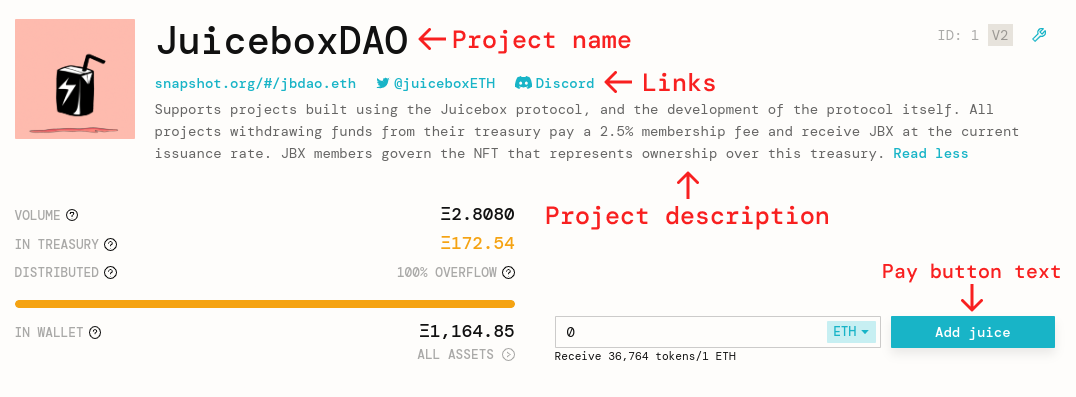 JuiceboxDAO
Project name
ID: 1 V2
snapshot.org/#/jbdao.eth @juiceboxETH Discord
Links
Supports projects built using the Juicebox protocol, and the development of the protocol itself. All
projects withdrawing funds from their treasury pay a 2.5% membership fee and receive JBX at the current
issuance rate. JBX members govern the NFT that represents ownership over this treasury. Read less
Project description
VOLUME Ξ2.8080
IN TREASURY Ξ172.54
DISTRIBUTED 100% OVERFLOW
IN WALLET Ξ1,164.85
ALL ASSETS
Pay button text
0 ETH
Add juice
Receive 36,764 tokens/1 ETH